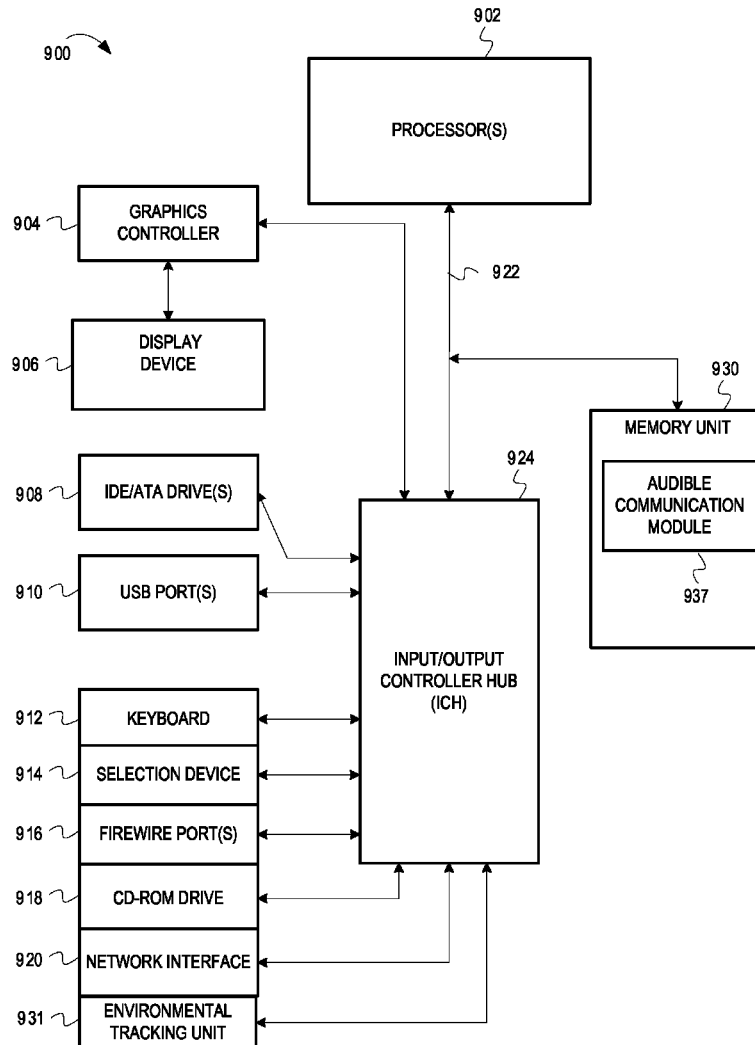 900
902
PROCESSOR(S)
904
GRAPHICS
CONTROLLER
922
906
DISPLAY
DEVICE
930
MEMORY UNIT
908
IDE/ATA DRIVE(S)
924
AUDIBLE
COMMUNICATION
MODULE
910
USB PORT(S)
937
INPUT/OUTPUT
CONTROLLER HUB
(ICH)
912
KEYBOARD
914
SELECTION DEVICE
916
FIREWIRE PORT(S)
918
CD-ROM DRIVE
920
NETWORK INTERFACE
931
ENVIRONMENTAL
TRACKING UNIT